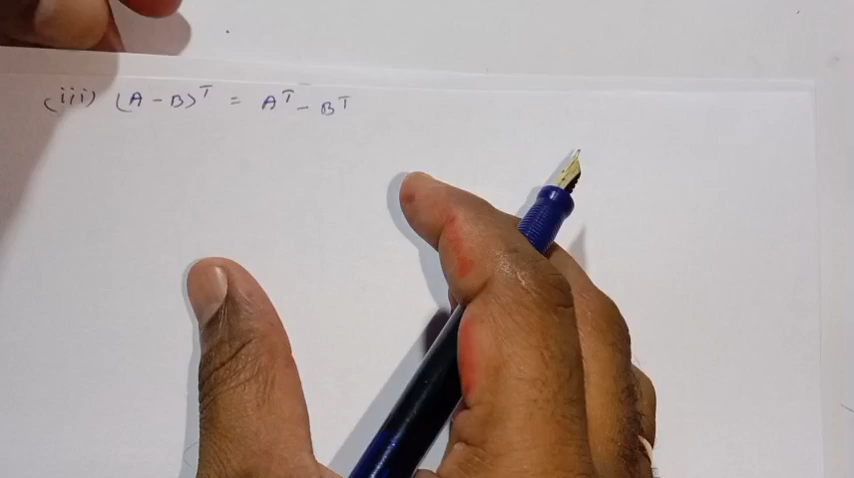 (iii) (A - B)ᵀ = Aᵀ - Bᵀ